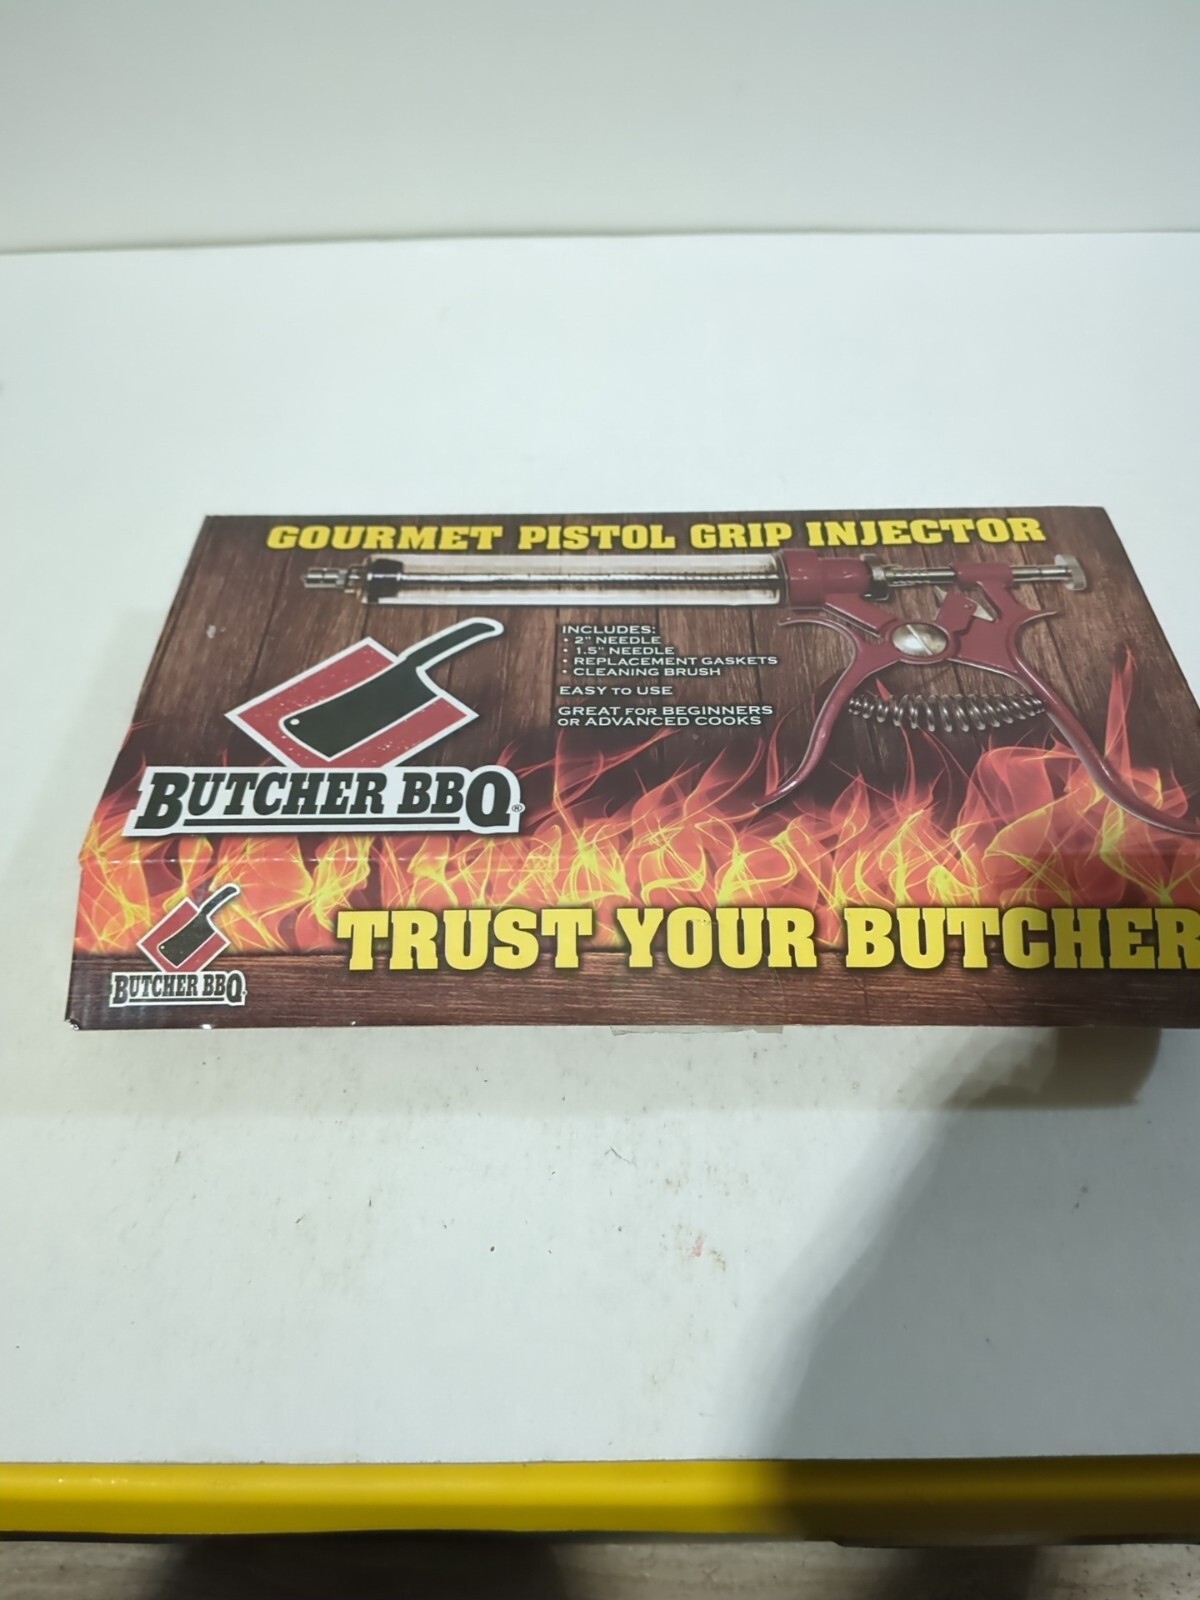 GOURMET PISTOL GRIP INJECTOR
INCLUDES:
• 2" NEEDLE
• 1.5" NEEDLE
• REPLACEMENT GASKETS
• CLEANING BRUSH
EASY TO USE
GREAT FOR BEGINNERS
OR ADVANCED COOKS
BUTCHER BBQ®
TRUST YOUR BUTCHER
BUTCHER BBQ